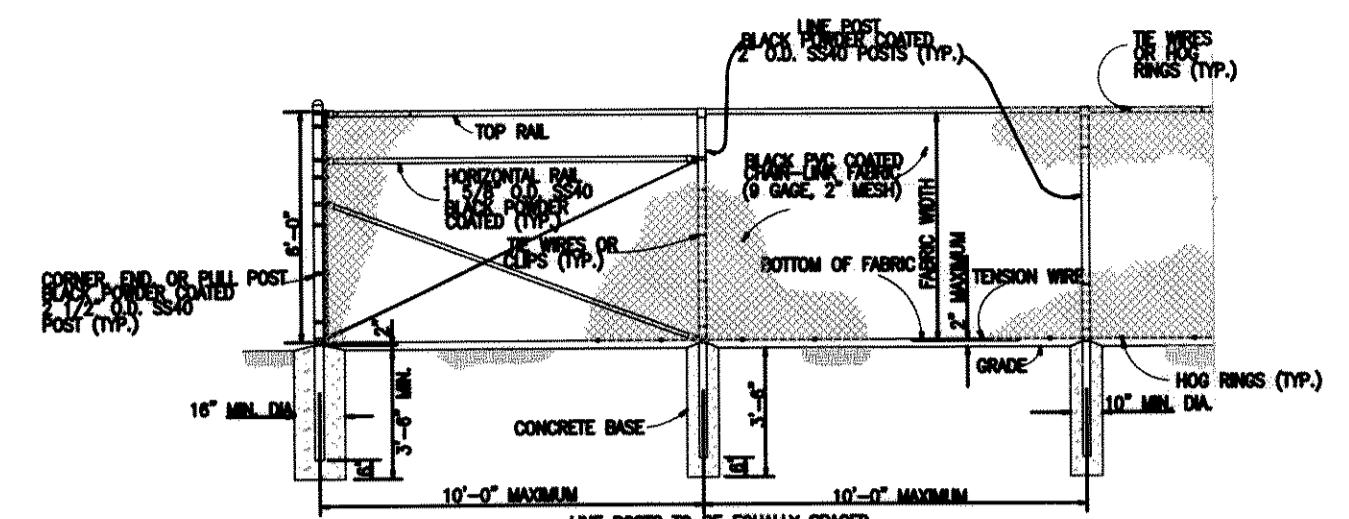 LINE POST
BLACK POWDER COATED
2" O.D. SS40 POSTS (TYP.)
TIE WIRES
OR HOG
RINGS (TYP.)
TOP RAIL
HORIZONTAL RAIL
1 5/8" O.D. SS40
BLACK POWDER
COATED (TYP.)
BLACK PVC COATED
CHAIN-LINK FABRIC
(9 GAGE, 2" MESH)
6'-0"
FABRIC WIDTH
TIE WIRES OR
CLIPS (TYP.)
BOTTOM OF FABRIC
2" MAXIMUM
TENSION WIRE
CORNER, END, OR PULL POST
BLACK POWDER COATED
2 1/2" O.D. SS40
POST (TYP.)
2"
GRADE
HOG RINGS (TYP.)
16" MIN. DIA.
3'-6" MIN.
CONCRETE BASE
3'-6"
10" MIN. DIA.
6"
6"
10'-0" MAXIMUM
10'-0" MAXIMUM
LINE POSTS TO BE EQUALLY SPACED